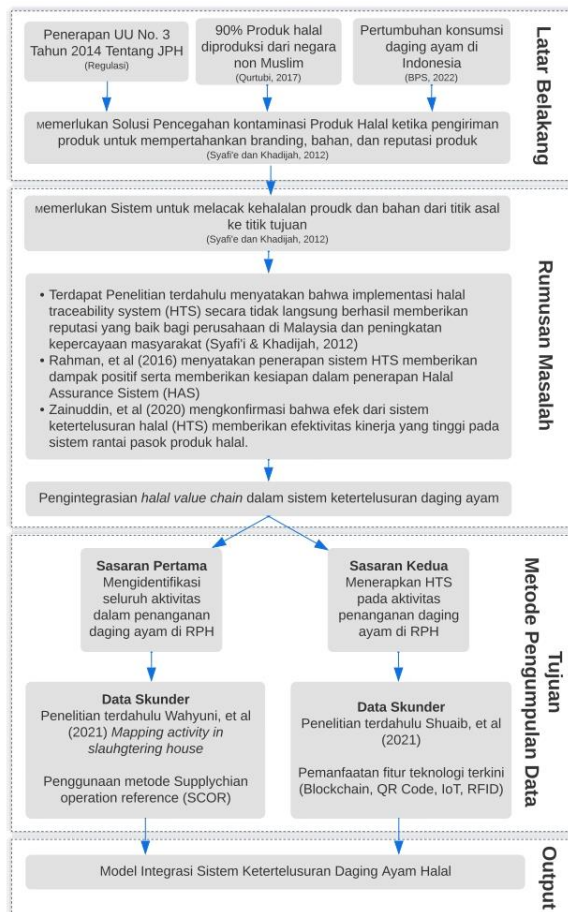 Penerapan UU No. 3
Tahun 2014 Tentang JPH
(Regulasi)
90% Produk halal
diproduksi dari negara
non Muslim
(Qurtubi, 2017)
Pertumbuhan konsumsi
daging ayam di
Indonesia
(BPS, 2022)
Latar Belakang
Memerlukan Solusi Pencegahan kontaminasi Produk Halal ketika pengiriman
produk untuk mempertahankan branding, bahan, dan reputasi produk
(Syafi'e dan Khadijah, 2012)
Memerlukan Sistem untuk melacak kehalalan proudk dan bahan dari titik asal
ke titik tujuan
(Syafi'e dan Khadijah, 2012)
Rumusan Masalah
• Terdapat Penelitian terdahulu menyatakan bahwa implementasi halal
traceability system (HTS) secara tidak langsung berhasil memberikan
reputasi yang baik bagi perusahaan di Malaysia dan peningkatan
kepercayaan masyarakat (Syafi'i & Khadijah, 2012)
• Rahman, et al (2016) menyatakan penerapan sistem HTS memberikan
dampak positif serta memberikan kesiapan dalam penerapan Halal
Assurance Sistem (HAS)
• Zainuddin, et al (2020) mengkonfirmasi bahwa efek dari sistem
ketertelusuran halal (HTS) memberikan efektivitas kinerja yang tinggi pada
sistem rantai pasok produk halal.
Pengintegrasian halal value chain dalam sistem ketertelusuran daging ayam
Sasaran Pertama
Mengidentifikasi
seluruh aktivitas
dalam penanganan
daging ayam di RPH
Sasaran Kedua
Menerapkan HTS
pada aktivitas
penanganan daging
ayam di RPH
Tujuan
Metode Pengumpulan Data
Data Skunder
Penelitian terdahulu Wahyuni, et al
(2021) Mapping activity in
slauhgtering house
Penggunaan metode Supplychian
operation reference (SCOR)
Data Skunder
Penelitian terdahulu Shuaib, et al
(2021)
Pemanfaatan fitur teknologi terkini
(Blockchain, QR Code, IoT, RFID)
Model Integrasi Sistem Ketertelusuran Daging Ayam Halal
Output